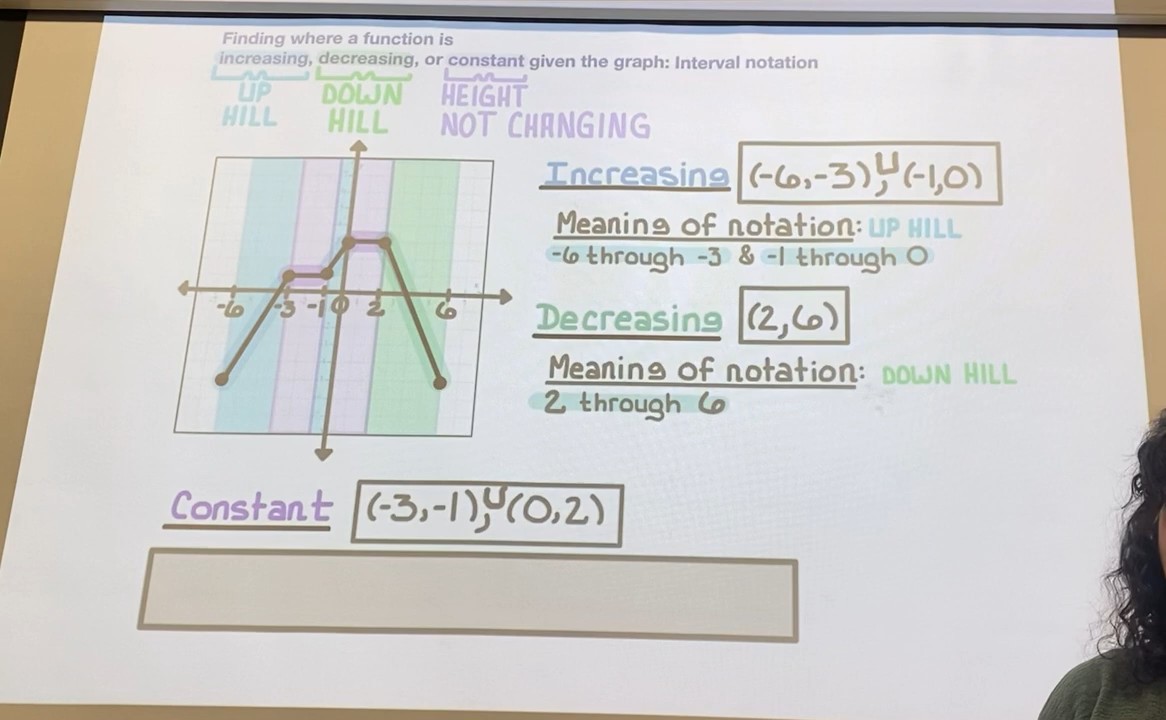 Finding where a function is
increasing, decreasing, or constant given the graph: Interval notation
UP HILL
DOWN HILL
HEIGHT NOT CHANGING
-6 -3 -1 0 2 6
Increasing (-6,-3),U(-1,0)
Meaning of notation: UP HILL
-6 through -3 & -1 through 0
Decreasing (2,6)
Meaning of notation: DOWN HILL
2 through 6
Constant (-3,-1),U(0,2)